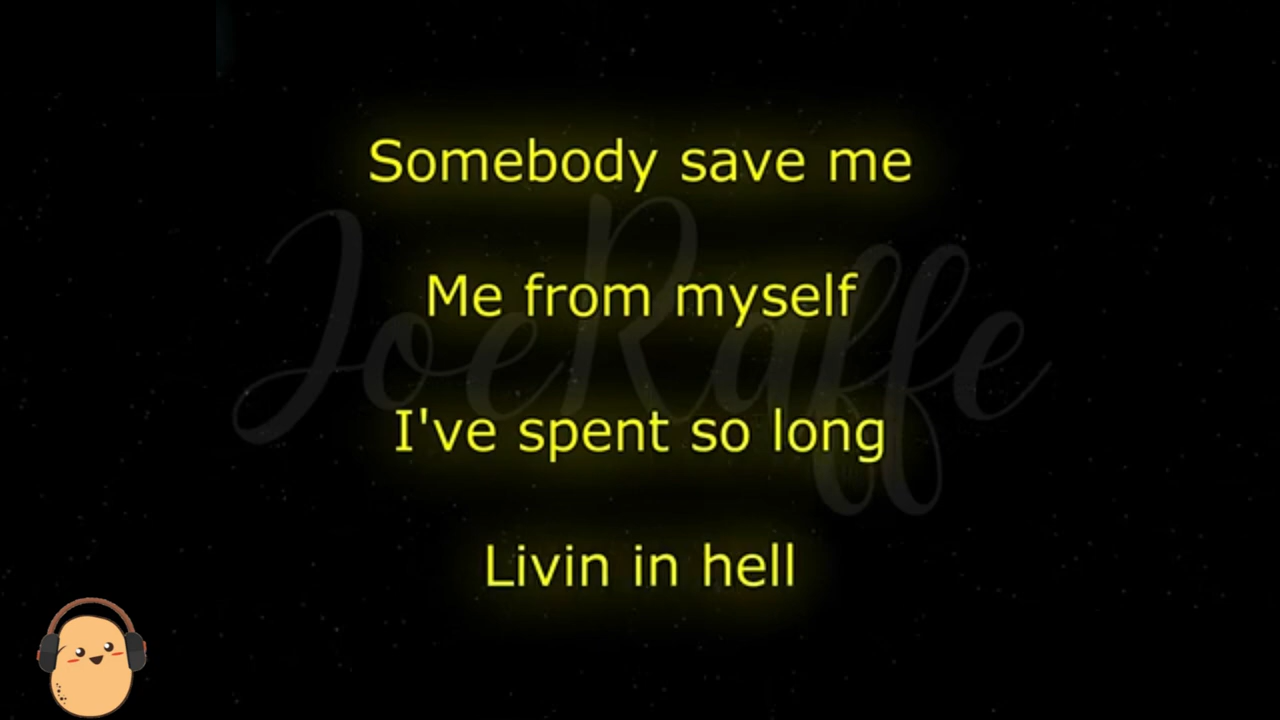 Somebody save me
Me from myself
I've spent so long
Livin in hell
JoeRaffe